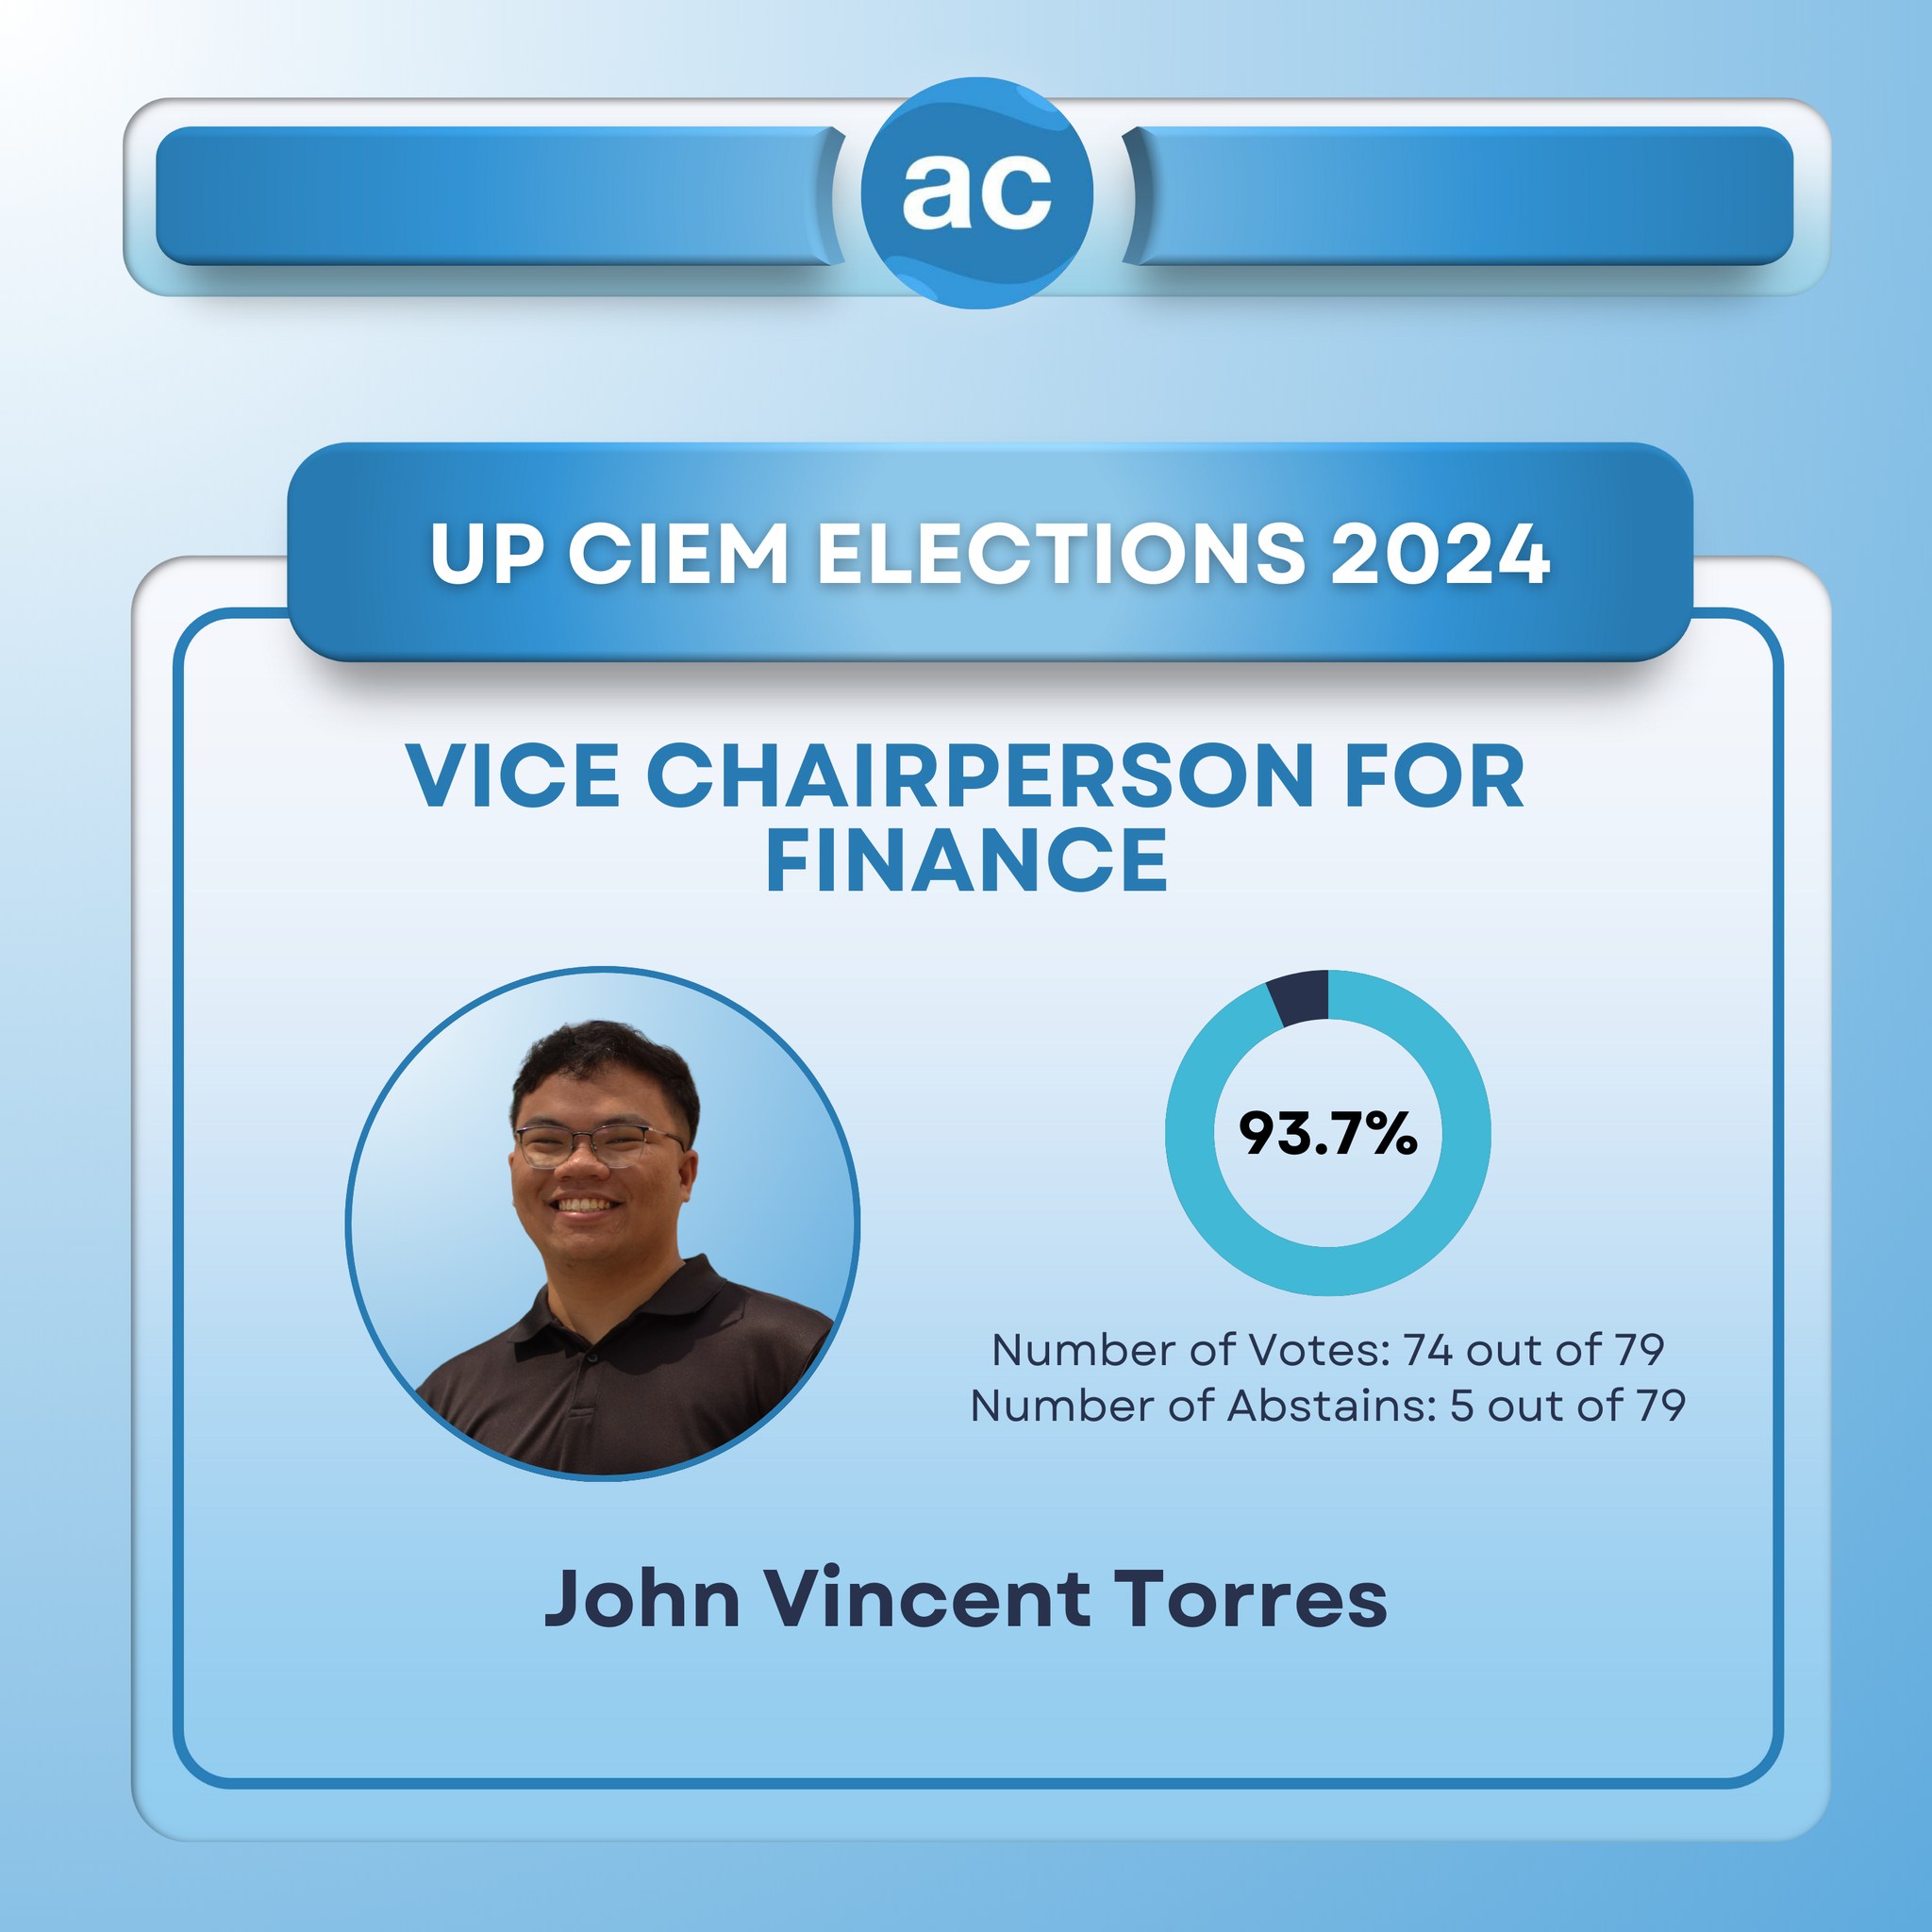 ac
UP CIEM ELECTIONS 2024
VICE CHAIRPERSON FOR
FINANCE
93.7%
Number of Votes: 74 out of 79
Number of Abstains: 5 out of 79
John Vincent Torres